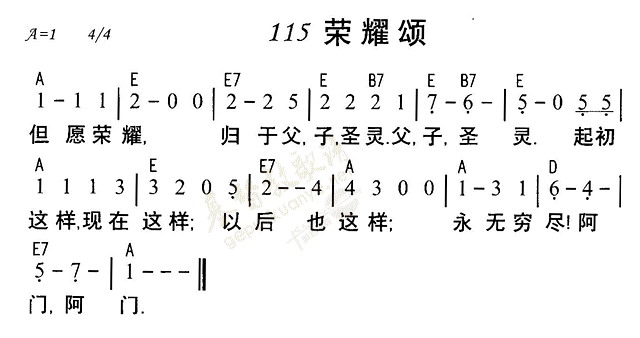 A=1 4/4 115 荣耀颂
A E E7 E B7 E B7 E
1 - 1 1 | 2 - 0 0 | 2 - 2 5 | 2 2 2 1 | 7 - 6 - | 5 - 0 5 5
但 愿荣耀, 归 于父,子,圣灵.父,子, 圣 灵. 起初
A E E7 A A D
1 1 1 3 | 3 2 0 5 | 2 - - 4 | 4 3 0 0 | 1 - 3 1 | 6 - 4 -
这样,现在 这样; 以后 也这样; 永 无穷 尽!阿
E7 A
5 - 7 - | 1 - - - ‖
门,阿 门.